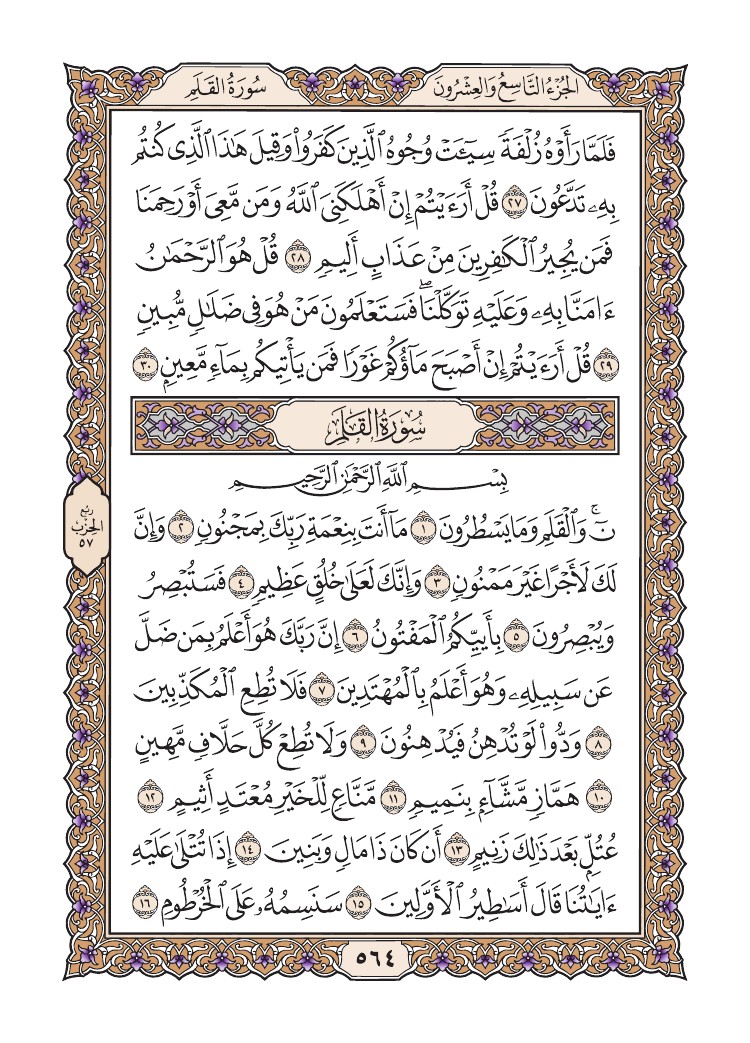 الجُزْءُ التَّاسِعُ وَالعِشْرُونَ
سُورَةُ القَلَمِ
فَلَمَّا رَأَوْهُ زُلْفَةً سِيٓـَٔتْ وُجُوهُ ٱلَّذِينَ كَفَرُوا۟ وَقِيلَ هَـٰذَا ٱلَّذِى كُنتُم
بِهِۦ تَدَّعُونَ ٢٧ قُلْ أَرَءَيْتُمْ إِنْ أَهْلَكَنِىَ ٱللَّهُ وَمَن مَّعِىَ أَوْ رَحِمَنَا
فَمَن يُجِيرُ ٱلْكَـٰفِرِينَ مِنْ عَذَابٍ أَلِيمٍ ٢٨ قُلْ هُوَ ٱلرَّحْمَـٰنُ
ءَامَنَّا بِهِۦ وَعَلَيْهِ تَوَكَّلْنَا ۖ فَسَتَعْلَمُونَ مَنْ هُوَ فِى ضَلَـٰلٍ مُّبِينٍ
٢٩ قُلْ أَرَءَيْتُمْ إِنْ أَصْبَحَ مَآؤُكُمْ غَوْرًا فَمَن يَأْتِيكُم بِمَآءٍ مَّعِينٍۭ ٣٠
سُورَةُ القَلَمِ
بِسْمِ ٱللَّهِ ٱلرَّحْمَـٰنِ ٱلرَّحِيمِ
نٓ ۚ وَٱلْقَلَمِ وَمَا يَسْطُرُونَ ١ مَآ أَنتَ بِنِعْمَةِ رَبِّكَ بِمَجْنُونٍ ٢ وَإِنَّ
لَكَ لَأَجْرًا غَيْرَ مَمْنُونٍ ٣ وَإِنَّكَ لَعَلَىٰ خُلُقٍ عَظِيمٍ ٤ فَسَتُبْصِرُ
وَيُبْصِرُونَ ٥ بِأَييِّكُمُ ٱلْمَفْتُونُ ٦ إِنَّ رَبَّكَ هُوَ أَعْلَمُ بِمَن ضَلَّ
عَن سَبِيلِهِۦ وَهُوَ أَعْلَمُ بِٱلْمُهْتَدِينَ ٧ فَلَا تُطِعِ ٱلْمُكَذِّبِينَ
٨ وَدُّوا۟ لَوْ تُدْهِنُ فَيُدْهِنُونَ ٩ وَلَا تُطِعْ كُلَّ حَلَّافٍ مَّهِينٍ
١٠ هَمَّازٍ مَّشَّآءٍۭ بِنَمِيمٍ ١١ مَّنَّاعٍ لِّلْخَيْرِ مُعْتَدٍ أَثِيمٍ ١٢
عُتُلٍّۭ بَعْدَ ذَٰلِكَ زَنِيمٍ ١٣ أَن كَانَ ذَا مَالٍ وَبَنِينَ ١٤ إِذَا تُتْلَىٰ عَلَيْهِ
ءَايَـٰتُنَا قَالَ أَسَـٰطِيرُ ٱلْأَوَّلِينَ ١٥ سَنَسِمُهُۥ عَلَى ٱلْخُرْطُومِ ١٦
ربع
الحزب
٥٧
٥٦٤